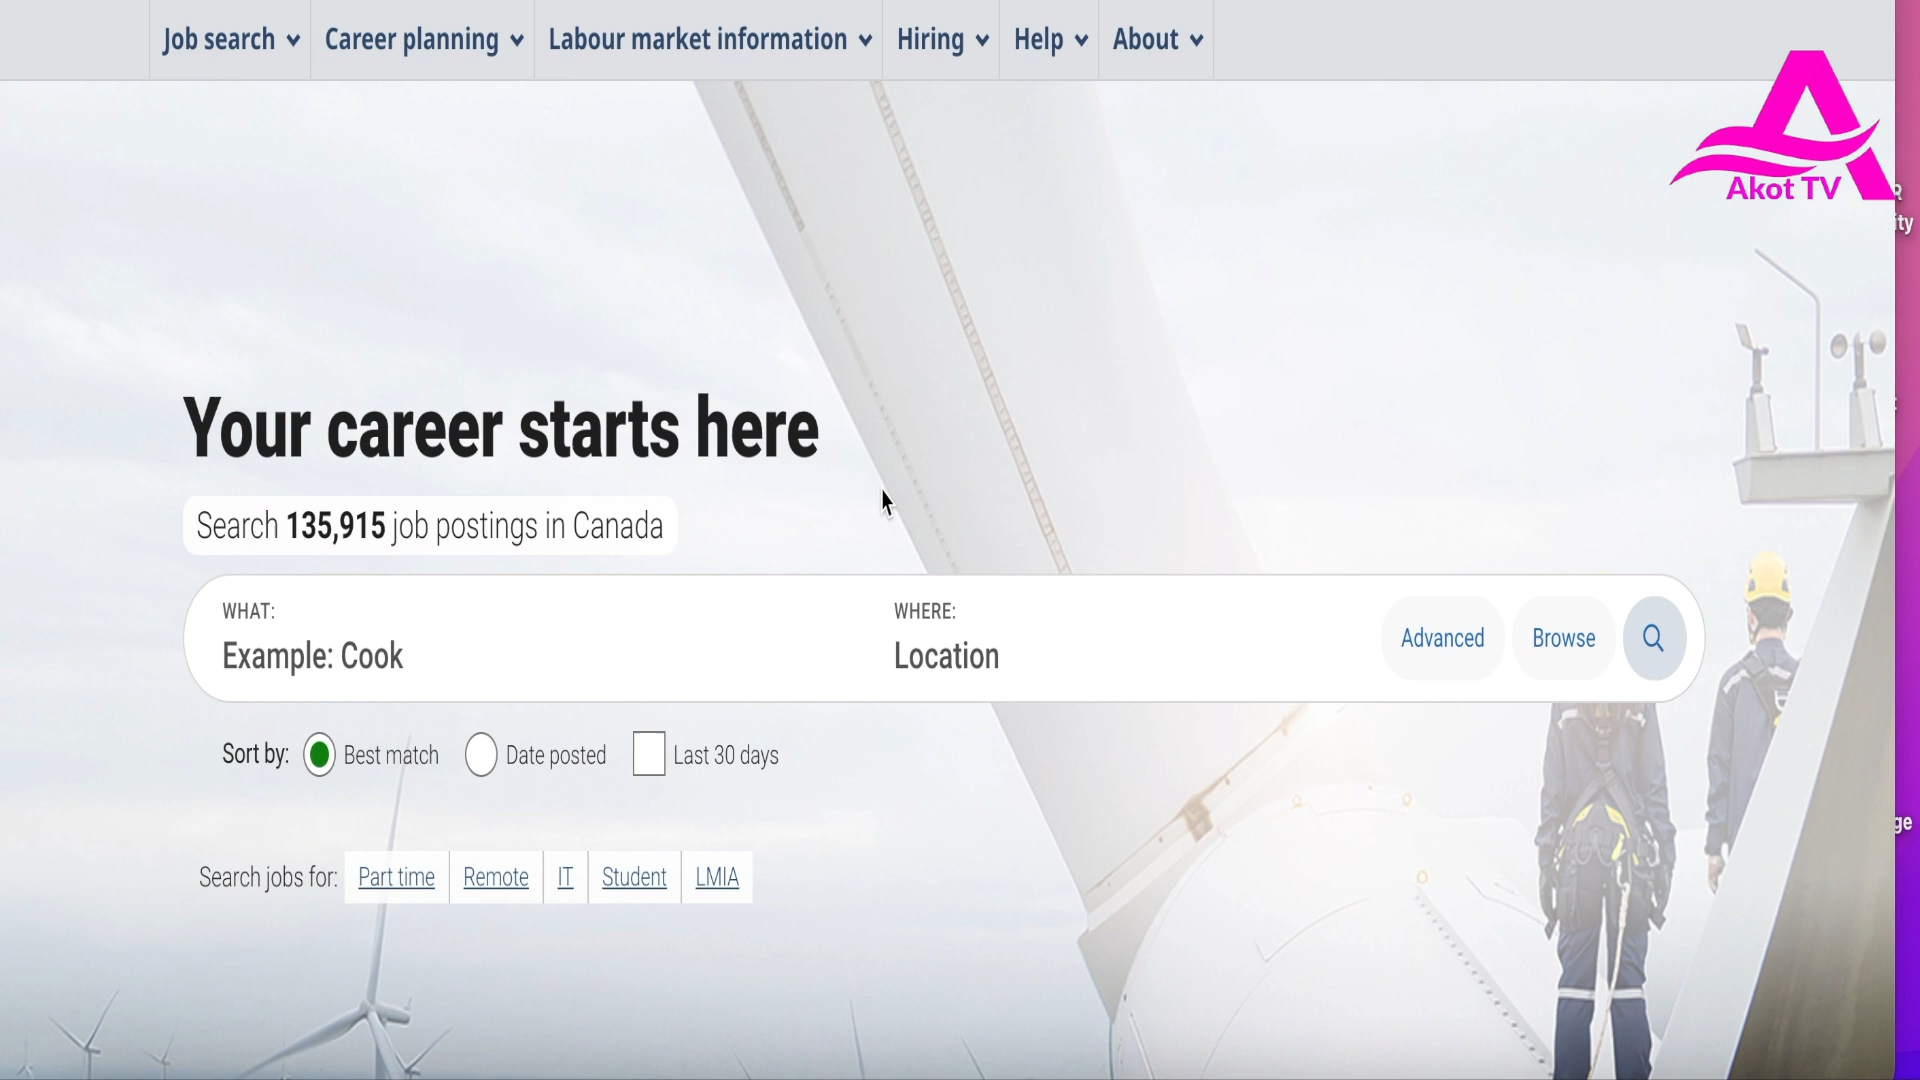 Job search
Career planning
Labour market information
Hiring
Help
About
Akot TV
Your career starts here
Search 135,915 job postings in Canada
WHAT:
Example: Cook
WHERE:
Location
Advanced
Browse
Sort by:
Best match
Date posted
Last 30 days
Search jobs for:
Part time
Remote
IT
Student
LMIA